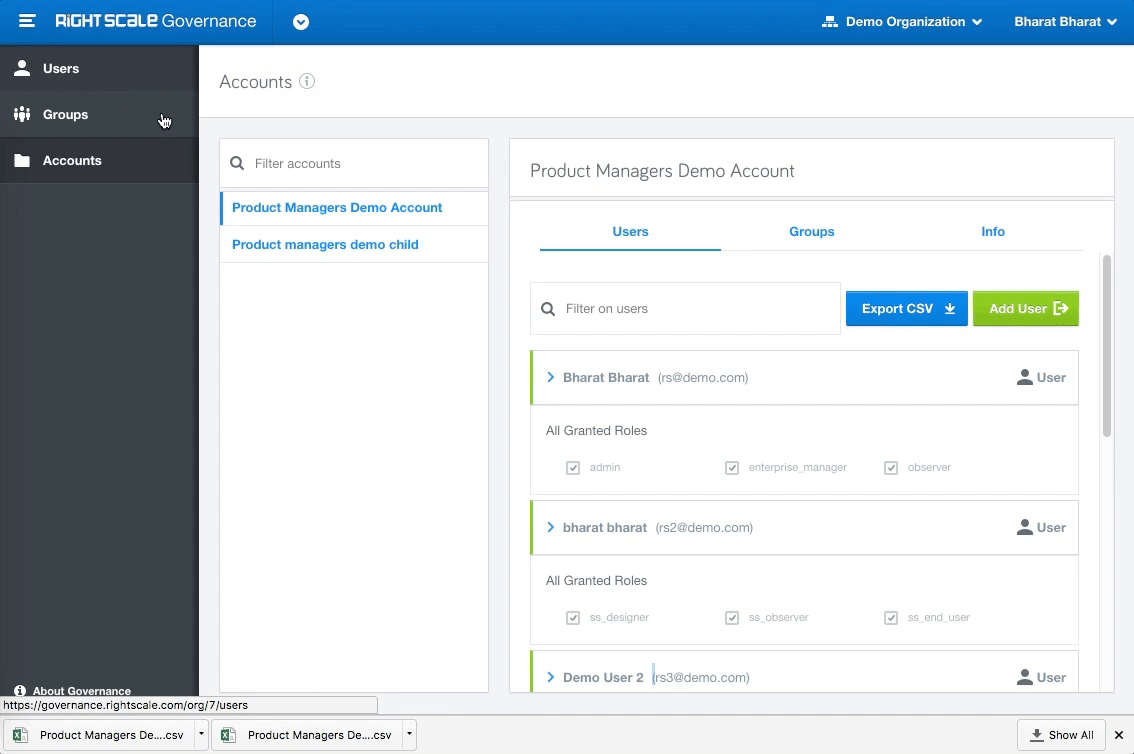 RIGHTSCALE Governance
Demo Organization
Bharat Bharat
Users
Groups
Accounts
Accounts
Filter accounts
Product Managers Demo Account
Product managers demo child
Product Managers Demo Account
Users Groups Info
Filter on users
Export CSV
Add User
Bharat Bharat (rs@demo.com) User
All Granted Roles
admin enterprise_manager observer
bharat bharat (rs2@demo.com) User
All Granted Roles
ss_designer ss_observer ss_end_user
Demo User 2 (rs3@demo.com) User
About Governance
https://governance.rightscale.com/org/7/users
Product Managers De....csv
Product Managers De....csv
Show All